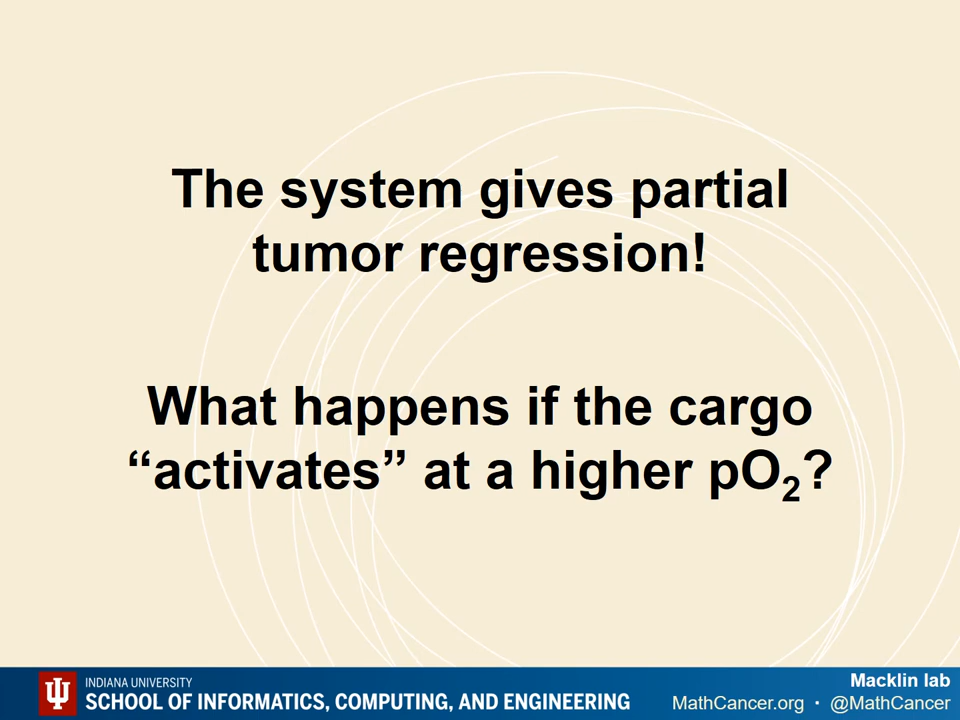 The system gives partial
tumor regression!
What happens if the cargo
“activates” at a higher pO₂?
INDIANA UNIVERSITY
SCHOOL OF INFORMATICS, COMPUTING, AND ENGINEERING
Macklin lab
MathCancer.org · @MathCancer